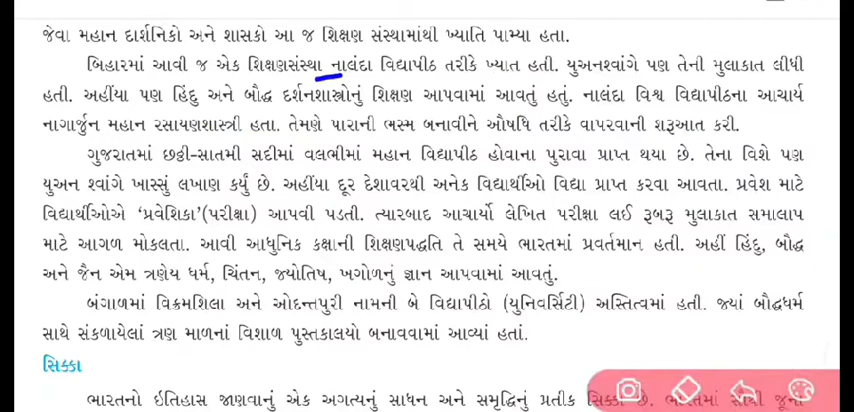 જેવા મહાન દાર્શનિકો અને શાસકો આ જ શિક્ષણ સંસ્થામાંથી ખ્યાતિ પામ્યા હતા.
બિહારમાં આવી જ એક શિક્ષણસંસ્થા નાલંદા વિદ્યાપીઠ તરીકે ખ્યાત હતી. યુઅનશ્વાંગે પણ તેની મુલાકાત લીધી
હતી. અહીંયા પણ હિંદુ અને બૌદ્ધ દર્શનશાસ્ત્રોનું શિક્ષણ આપવામાં આવતું હતું. નાલંદા વિશ્વ વિદ્યાપીઠના આચાર્ય
નાગાર્જુન મહાન રસાયણશાસ્ત્રી હતા. તેમણે પારાની ભસ્મ બનાવીને ઔષધિ તરીકે વાપરવાની શરૂઆત કરી.
ગુજરાતમાં છઠ્ઠી-સાતમી સદીમાં વલભીમાં મહાન વિદ્યાપીઠ હોવાના પુરાવા પ્રાપ્ત થયા છે. તેના વિશે પણ
યુઅન શ્વાંગે ખાસ્સું લખાણ કર્યું છે. અહીંયા દૂર દેશાવરથી અનેક વિદ્યાર્થીઓ વિદ્યા પ્રાપ્ત કરવા આવતા. પ્રવેશ માટે
વિદ્યાર્થીઓએ ‘પ્રવેશિકા’(પરીક્ષા) આપવી પડતી. ત્યારબાદ આચાર્યો લેખિત પરીક્ષા લઈ રૂબરૂ મુલાકાત સમાલાપ
માટે આગળ મોકલતા. આવી આધુનિક કક્ષાની શિક્ષણપદ્ધતિ તે સમયે ભારતમાં પ્રવર્તમાન હતી. અહીં હિંદુ, બૌદ્ધ
અને જૈન એમ ત્રણેય ધર્મ, ચિંતન, જ્યોતિષ, ખગોળનું જ્ઞાન આપવામાં આવતું.
બંગાળમાં વિક્રમશિલા અને ઓદન્તપુરી નામની બે વિદ્યાપીઠો (યુનિવર્સિટી) અસ્તિત્વમાં હતી. જ્યાં બૌદ્ધધર્મ
સાથે સંકળાયેલાં ત્રણ માળનાં વિશાળ પુસ્તકાલયો બનાવવામાં આવ્યાં હતાં.
સિક્કા
ભારતનો ઇતિહાસ જાણવાનું એક અગત્યનું સાધન અને સમૃદ્ધિનું પ્રતીક સિક્કા છે. ભારતમાં સૌથી જૂના